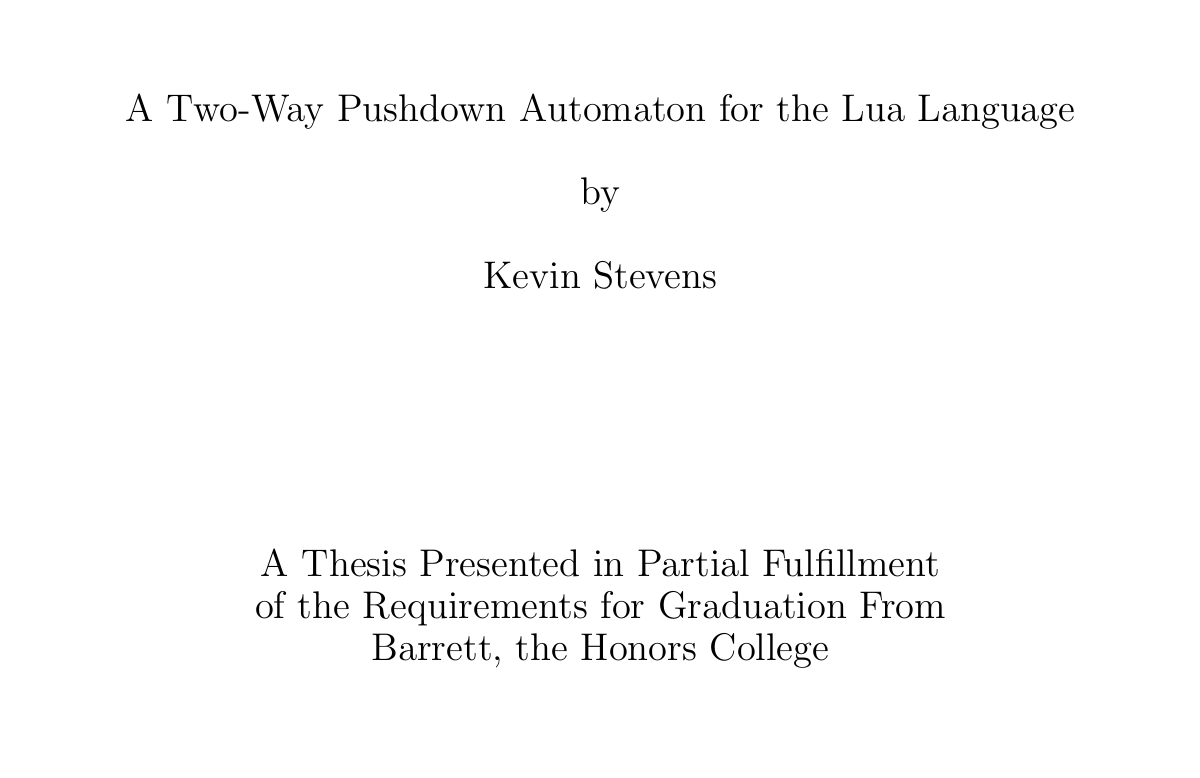 A Two-Way Pushdown Automaton for the Lua Language
by
Kevin Stevens
A Thesis Presented in Partial Fulfillment
of the Requirements for Graduation From
Barrett, the Honors College